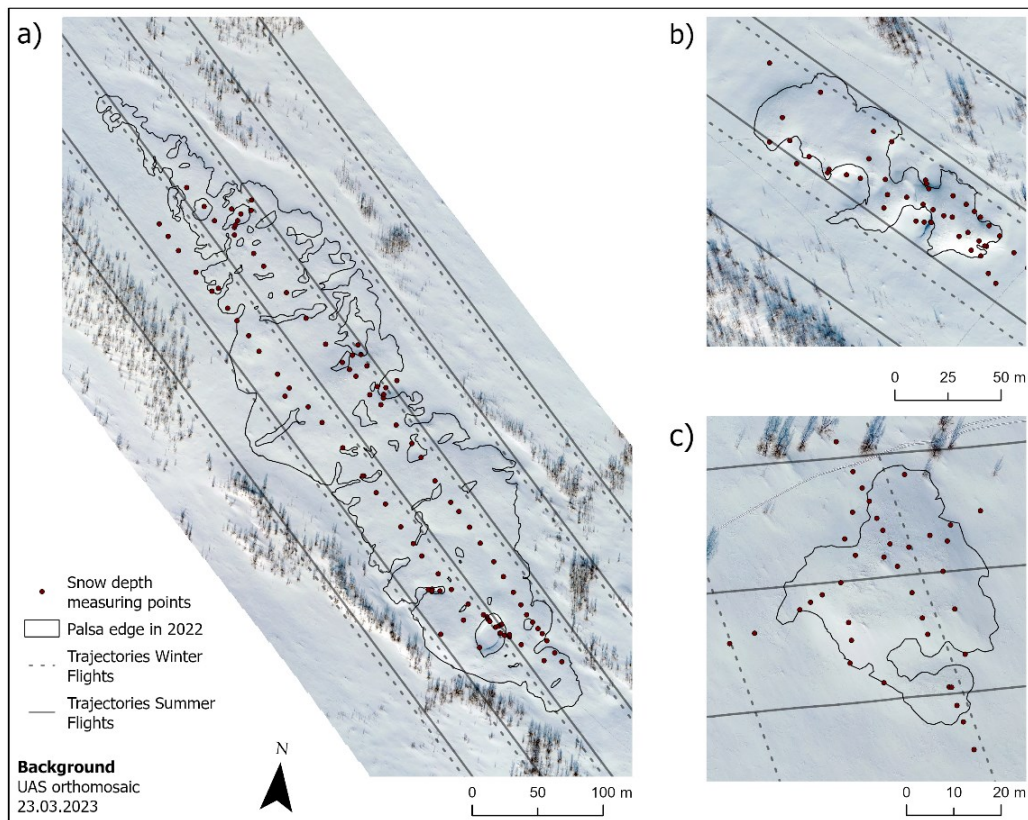 a)
b)
c)
Snow depth
measuring points
Palsa edge in 2022
Trajectories Winter
Flights
Trajectories Summer
Flights
Background
UAS orthomosaic
23.03.2023
N
0 50 100 m
0 25 50 m
0 10 20 m